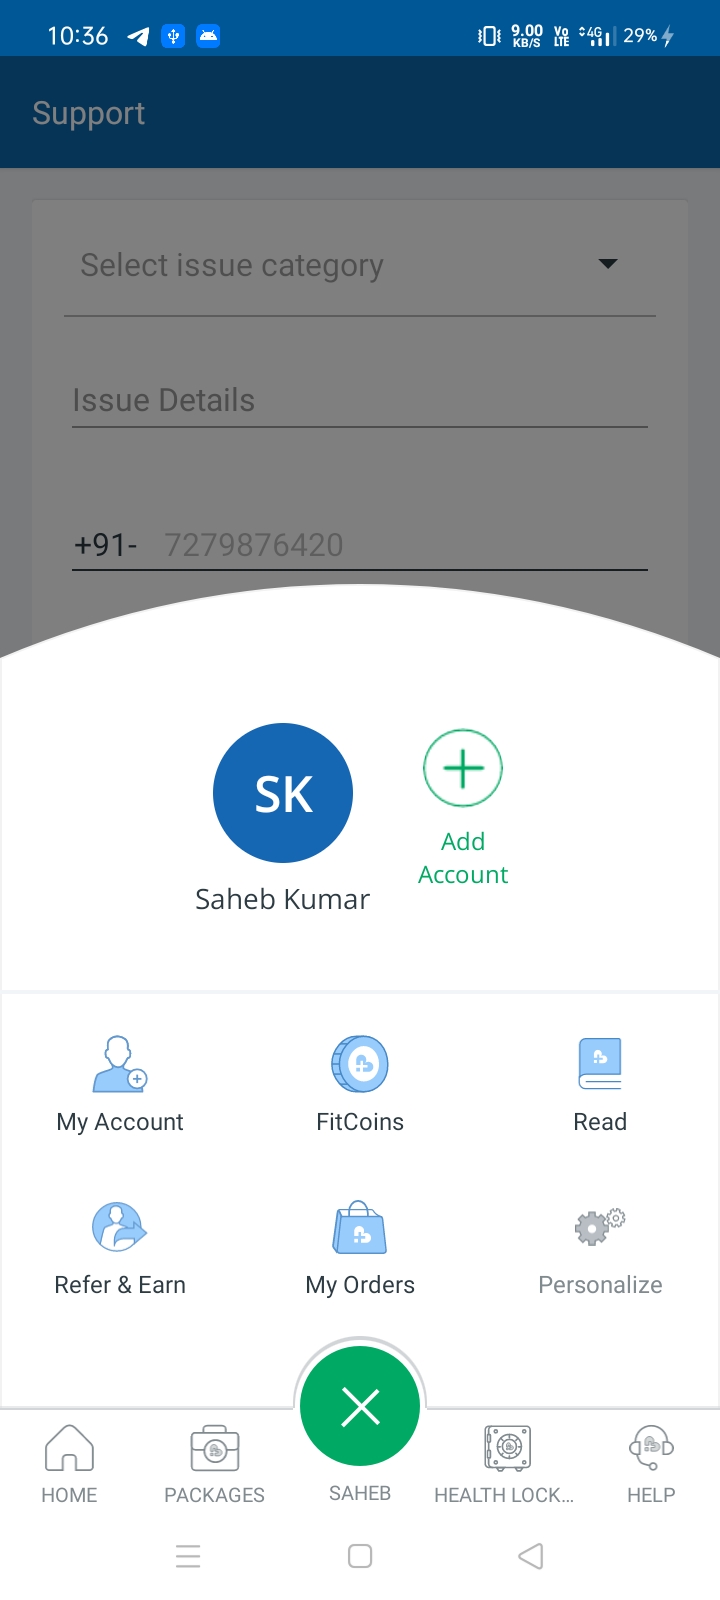 10:36 9.00 KB/S Vo LTE 4G 29%
Support
Select issue category
Issue Details
+91- 7279876420
SK
Saheb Kumar
Add
Account
My Account FitCoins Read
Refer & Earn My Orders Personalize
HOME PACKAGES SAHEB HEALTH LOCK... HELP